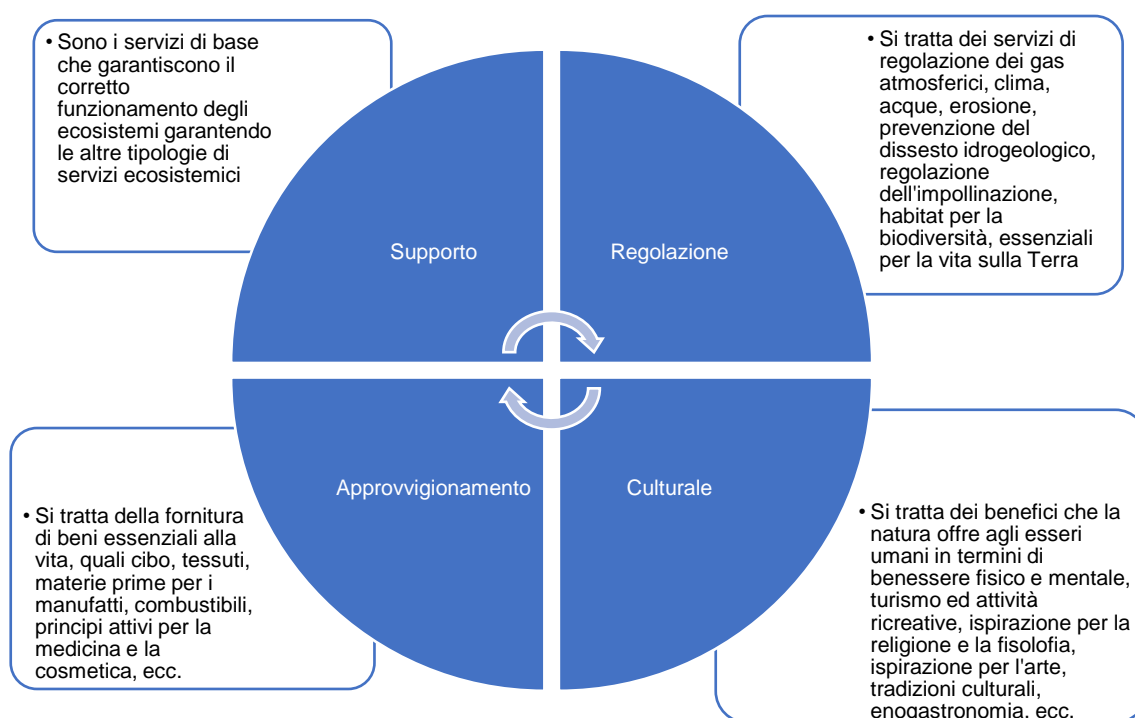 • Sono i servizi di base
che garantiscono il
corretto
funzionamento degli
ecosistemi garantendo
le altre tipologie di
servizi ecosistemici
• Si tratta dei servizi di
regolazione dei gas
atmosferici, clima,
acque, erosione,
prevenzione del
dissesto idrogeologico,
regolazione
dell'impollinazione,
habitat per la
biodiversità, essenziali
per la vita sulla Terra
Supporto
Regolazione
Approvvigionamento
Culturale
• Si tratta della fornitura
di beni essenziali alla
vita, quali cibo, tessuti,
materie prime per i
manufatti, combustibili,
principi attivi per la
medicina e la
cosmetica, ecc.
• Si tratta dei benefici che la
natura offre agli esseri
umani in termini di
benessere fisico e mentale,
turismo ed attività
ricreative, ispirazione per la
religione e la fisolofia,
ispirazione per l'arte,
tradizioni culturali,
enogastronomia, ecc.